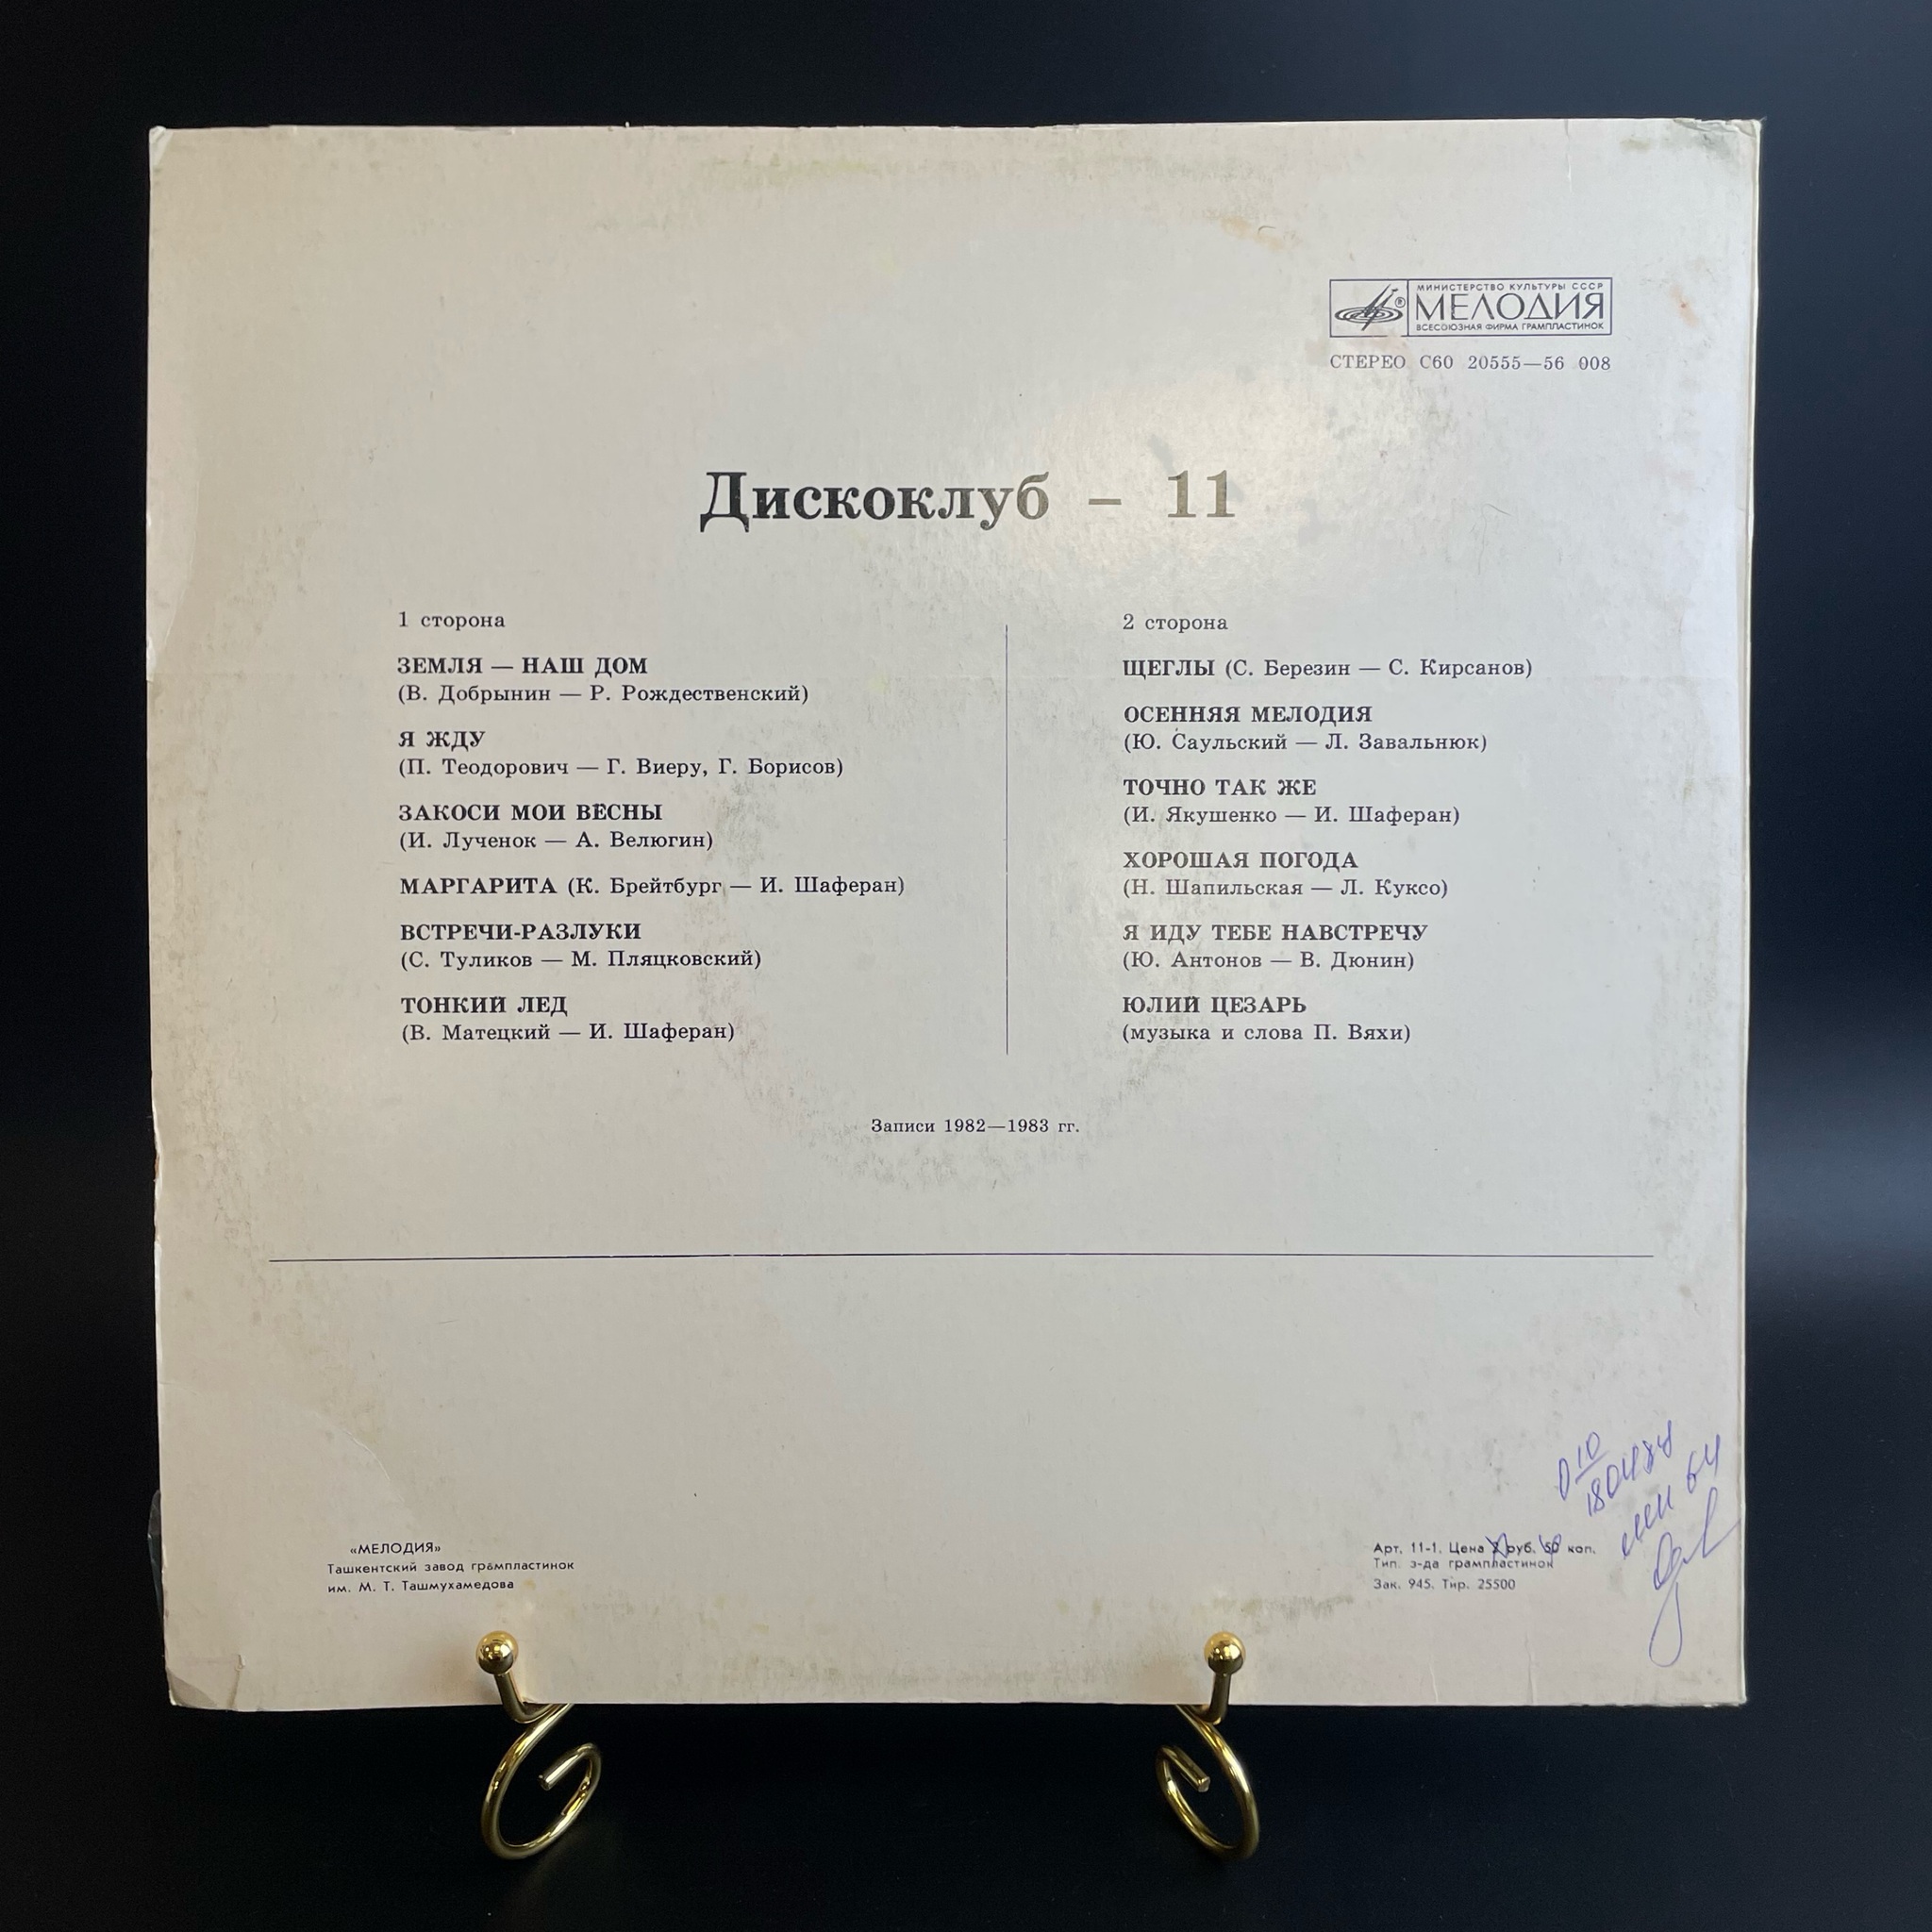 МИНИСТЕРСТВО КУЛЬТУРЫ СССР
МЕЛОДИЯ
ВСЕСОЮЗНАЯ ФИРМА ГРАМПЛАСТИНОК
СТЕРЕО С60 20555—56 008
Дискоклуб – 11
1 сторона
ЗЕМЛЯ — НАШ ДОМ
(В. Добрынин — Р. Рождественский)
Я ЖДУ
(П. Теодорович — Г. Виеру, Г. Борисов)
ЗАКОСИ МОИ ВЕСНЫ
(И. Лученок — А. Велюгин)
МАРГАРИТА (К. Брейтбург — И. Шаферан)
ВСТРЕЧИ-РАЗЛУКИ
(С. Туликов — М. Пляцковский)
ТОНКИЙ ЛЕД
(В. Матецкий — И. Шаферан)
2 сторона
ЩЕГЛЫ (С. Березин — С. Кирсанов)
ОСЕННЯЯ МЕЛОДИЯ
(Ю. Саульский — Л. Завальнюк)
ТОЧНО ТАК ЖЕ
(И. Якушенко — И. Шаферан)
ХОРОШАЯ ПОГОДА
(Н. Шапильская — Л. Куксо)
Я ИДУ ТЕБЕ НАВСТРЕЧУ
(Ю. Антонов — В. Дюнин)
ЮЛИЙ ЦЕЗАРЬ
(музыка и слова П. Вяхи)
Записи 1982—1983 гг.
«МЕЛОДИЯ»
Ташкентский завод грампластинок
им. М. Т. Ташмухамедова
Арт. 11-1. Цена руб. коп.
Тип. з-да грампластинок
Зак. 945. Тир. 25500